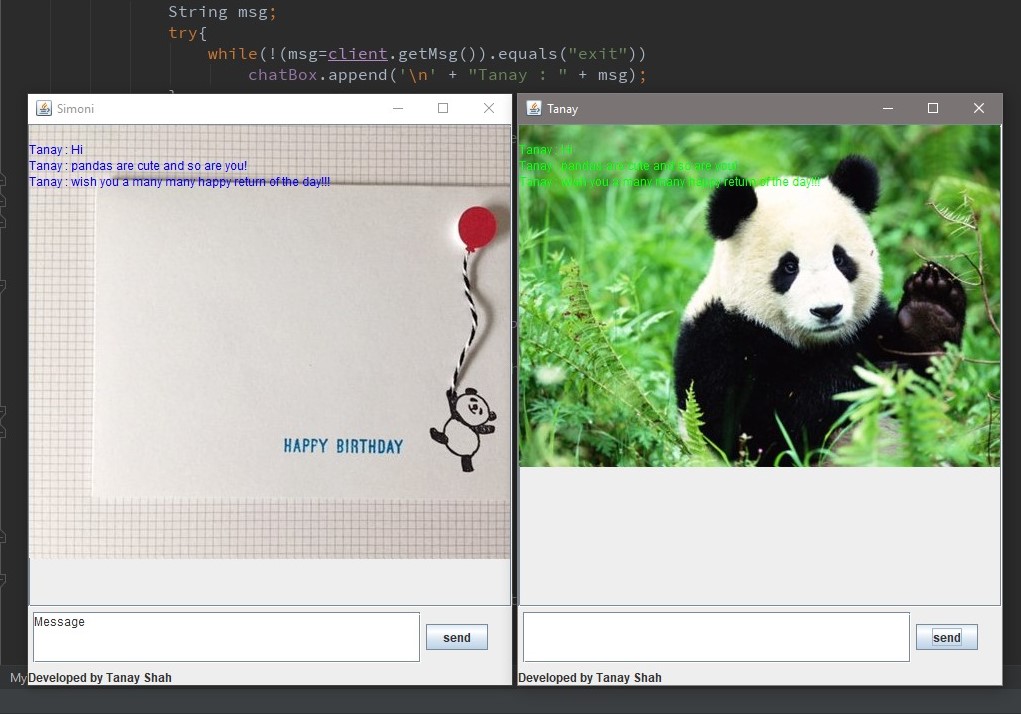 String msg;
try{
while(!(msg=client.getMsg()).equals("exit"))
chatBox.append('\n' + "Tanay : " + msg);
Simoni
Tanay : Hi
Tanay : pandas are cute and so are you!
Tanay : wish you a many many happy return of the day!!!
HAPPY BIRTHDAY
Message
send
Developed by Tanay Shah
Tanay
Tanay : Hi
Tanay : pandas are cute and so are you!
Tanay : wish you a many many happy return of the day!!!
send
Developed by Tanay Shah
My